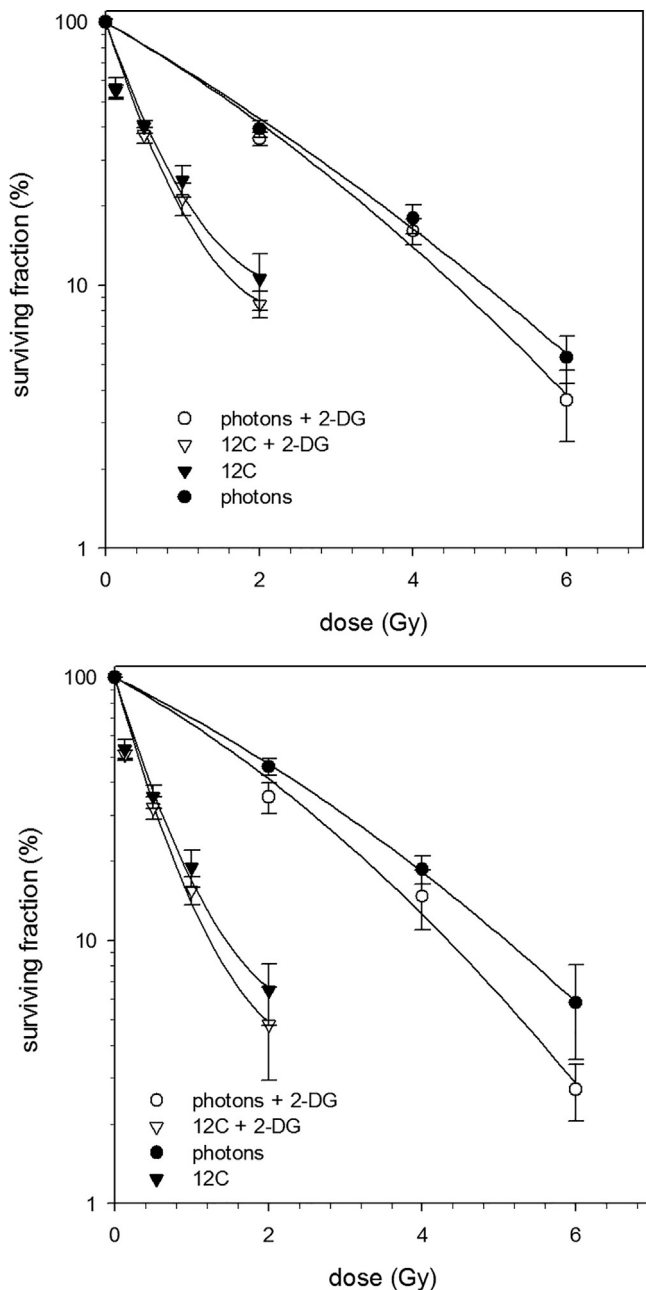 100
10
1
surviving fraction (%)
photons + 2-DG
12C + 2-DG
12C
photons
0
2
4
6
dose (Gy)
100
10
1
surviving fraction (%)
photons + 2-DG
12C + 2-DG
photons
12C
0
2
4
6
dose (Gy)